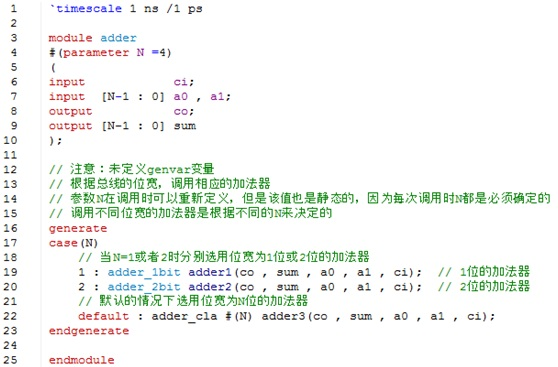 1 `timescale 1 ns /1 ps
2
3 module adder
4 #(parameter N =4)
5 (
6 input ci;
7 input [N-1 : 0] a0 , a1;
8 output co;
9 output [N-1 : 0] sum
10 );
11
12 // 注意：未定义genvar变量
13 // 根据总线的位宽，调用相应的加法器
14 // 参数N在调用时可以重新定义，但是该值也是静态的，因为每次调用时N都是必须确定的
15 // 调用不同位宽的加法器是根据不同的N来决定的
16 generate
17 case(N)
18 // 当N=1或者2时分别选用位宽为1位或2位的加法器
19 1 : adder_1bit adder1(co , sum , a0 , a1 , ci); // 1位的加法器
20 2 : adder_2bit adder2(co , sum , a0 , a1 , ci); // 2位的加法器
21 // 默认的情况下选用位宽为N位的加法器
22 default : adder_cla #(N) adder3(co , sum , a0 , a1 , ci);
23 endgenerate
24
25 endmodule